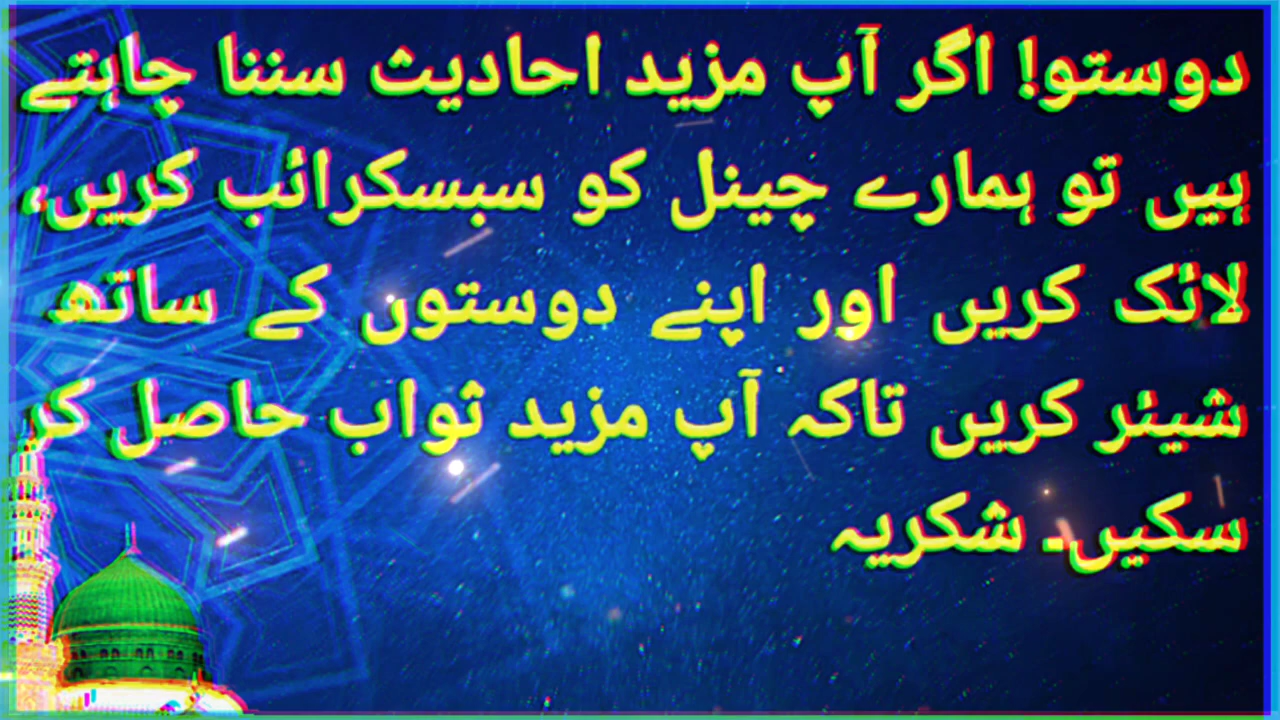 دوستو! اگر آپ مزید احادیث سننا چاہتے
ہیں تو ہمارے چینل کو سبسکرائب کریں،
لائک کریں اور اپنے دوستوں کے ساتھ
شیئر کریں تاکہ آپ مزید ثواب حاصل کر
سکیں۔ شکریہ